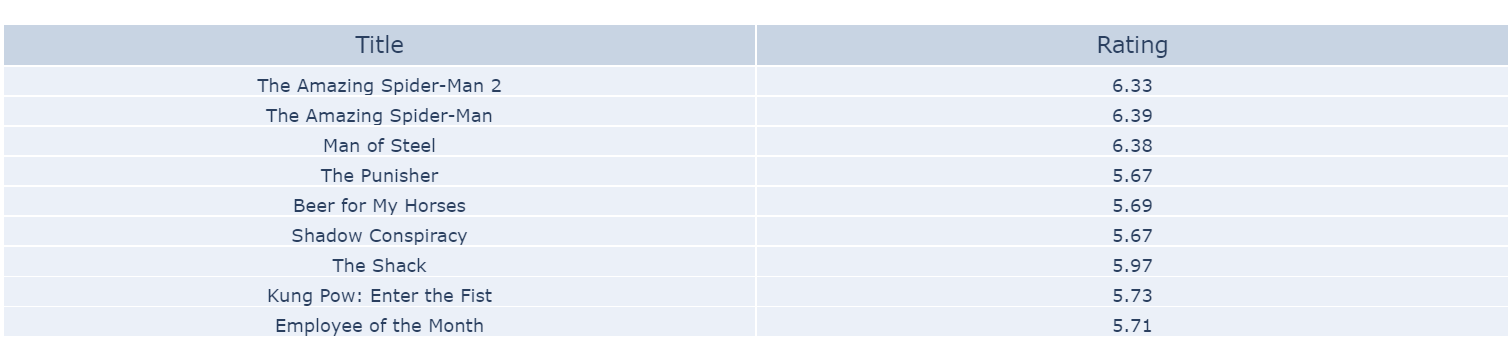 Title Rating
The Amazing Spider-Man 2 6.33
The Amazing Spider-Man 6.39
Man of Steel 6.38
The Punisher 5.67
Beer for My Horses 5.69
Shadow Conspiracy 5.67
The Shack 5.97
Kung Pow: Enter the Fist 5.73
Employee of the Month 5.71